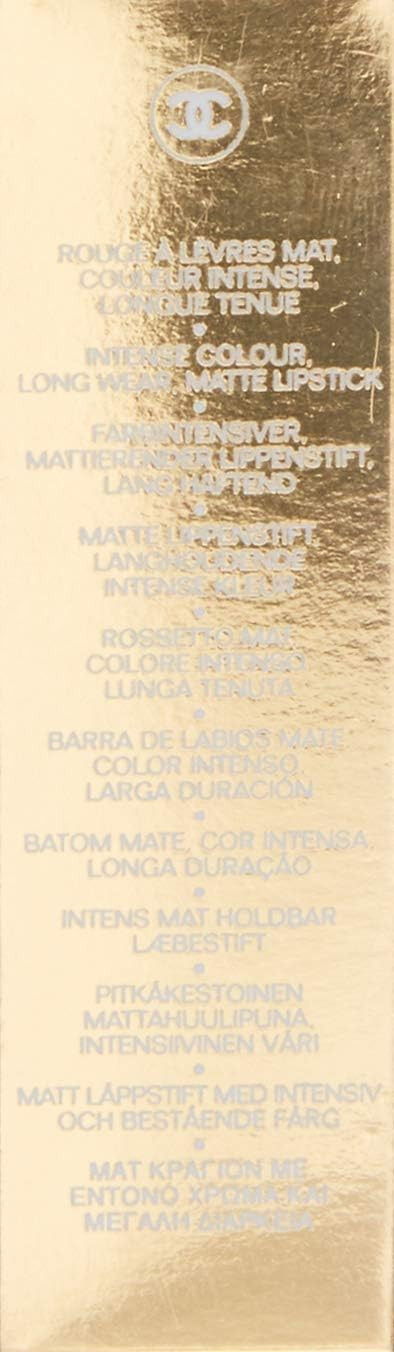 ROUGE À LÈVRES MAT,
COULEUR INTENSE,
LONGUE TENUE
•
INTENSE COLOUR,
LONG WEAR, MATTE LIPSTICK
•
FARBINTENSIVER,
MATTIERENDER LIPPENSTIFT,
LANG HAFTEND
•
MATTE LIPPENSTIFT,
LANGHOUDENDE
INTENSE KLEUR
•
ROSSETTO MAT,
COLORE INTENSO,
LUNGA TENUTA
•
BARRA DE LABIOS MATE
COLOR INTENSO,
LARGA DURACIÓN
•
BATOM MATE, COR INTENSA,
LONGA DURAÇÃO
•
INTENS MAT HOLDBAR
LÆBESTIFT
•
PITKÄKESTOINEN
MATTAHUULIPUNA,
INTENSIIVINEN VÄRI
•
MATT LÄPPSTIFT MED INTENSIV
OCH BESTÅENDE FÄRG
•
ΜΑΤ ΚΡΑΓΙΟΝ ΜΕ
ΕΝΤΟΝΟ ΧΡΩΜΑ ΚΑΙ
ΜΕΓΑΛΗ ΔΙΑΡΚΕΙΑ